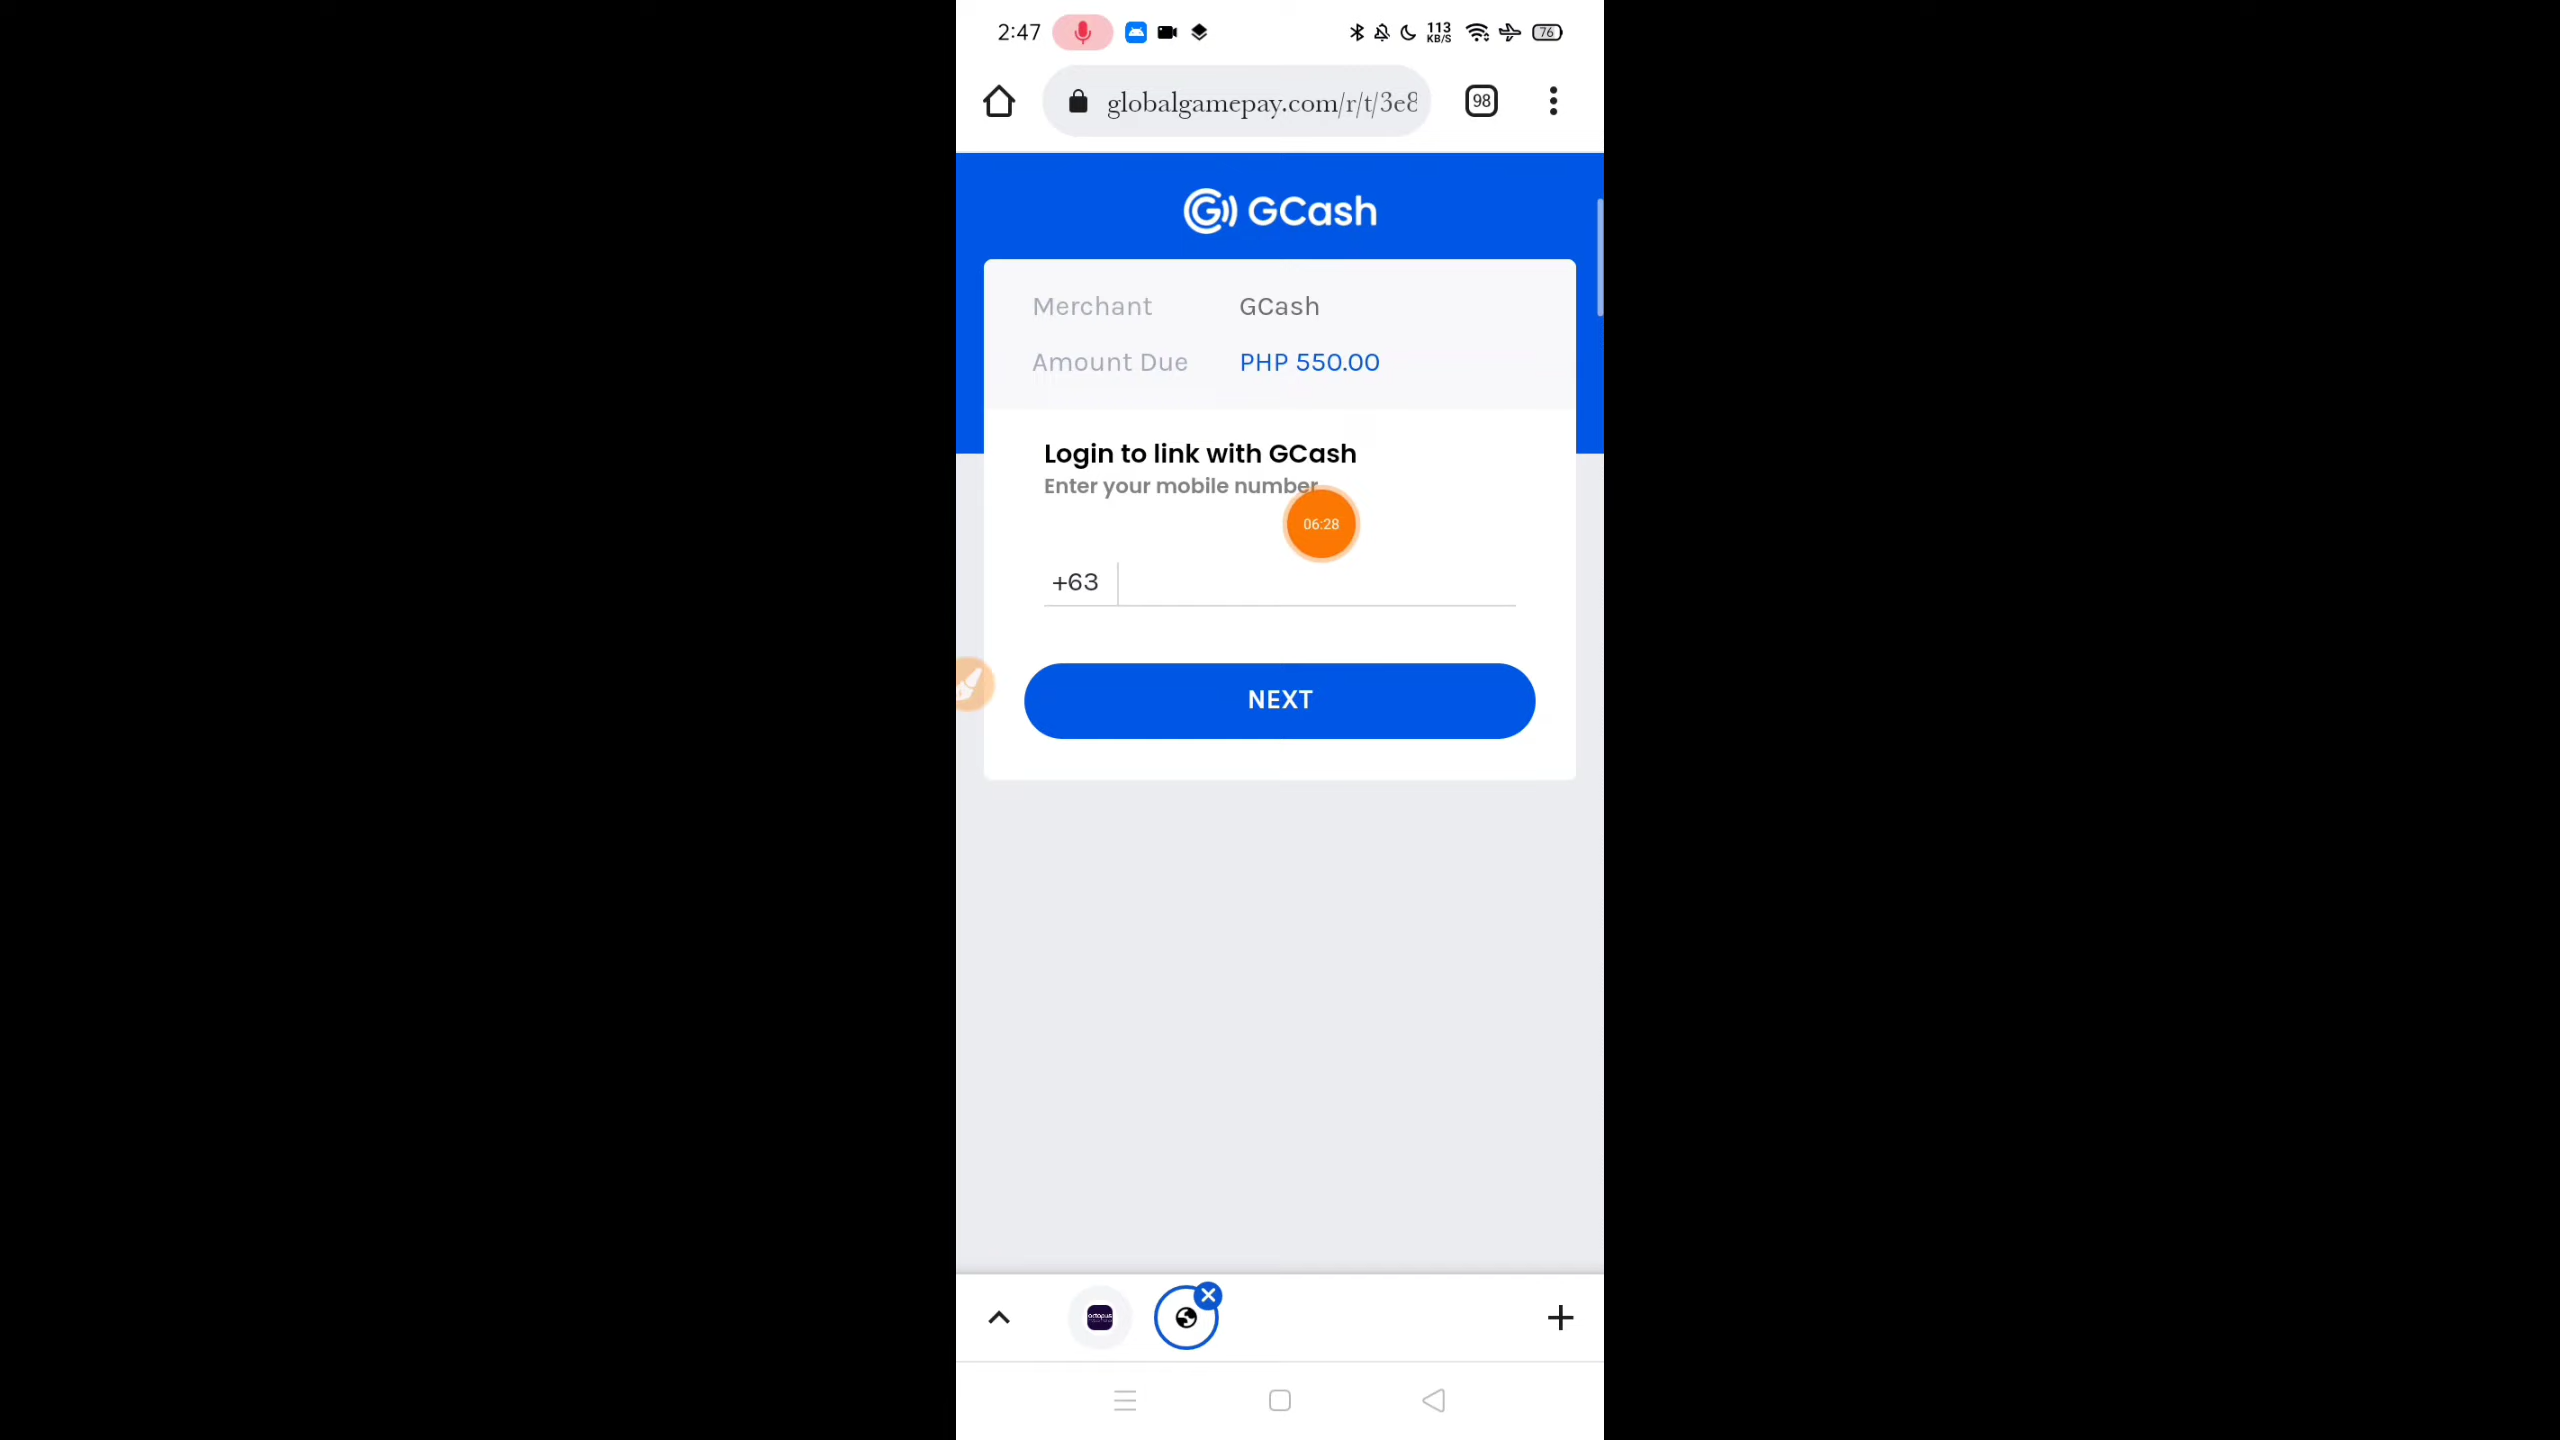 2:47
113
KB/S
76
globalgamepay.com/r/t/3e8
98
GCash
Merchant GCash
Amount Due PHP 550.00
Login to link with GCash
Enter your mobile number
06:28
+63
NEXT